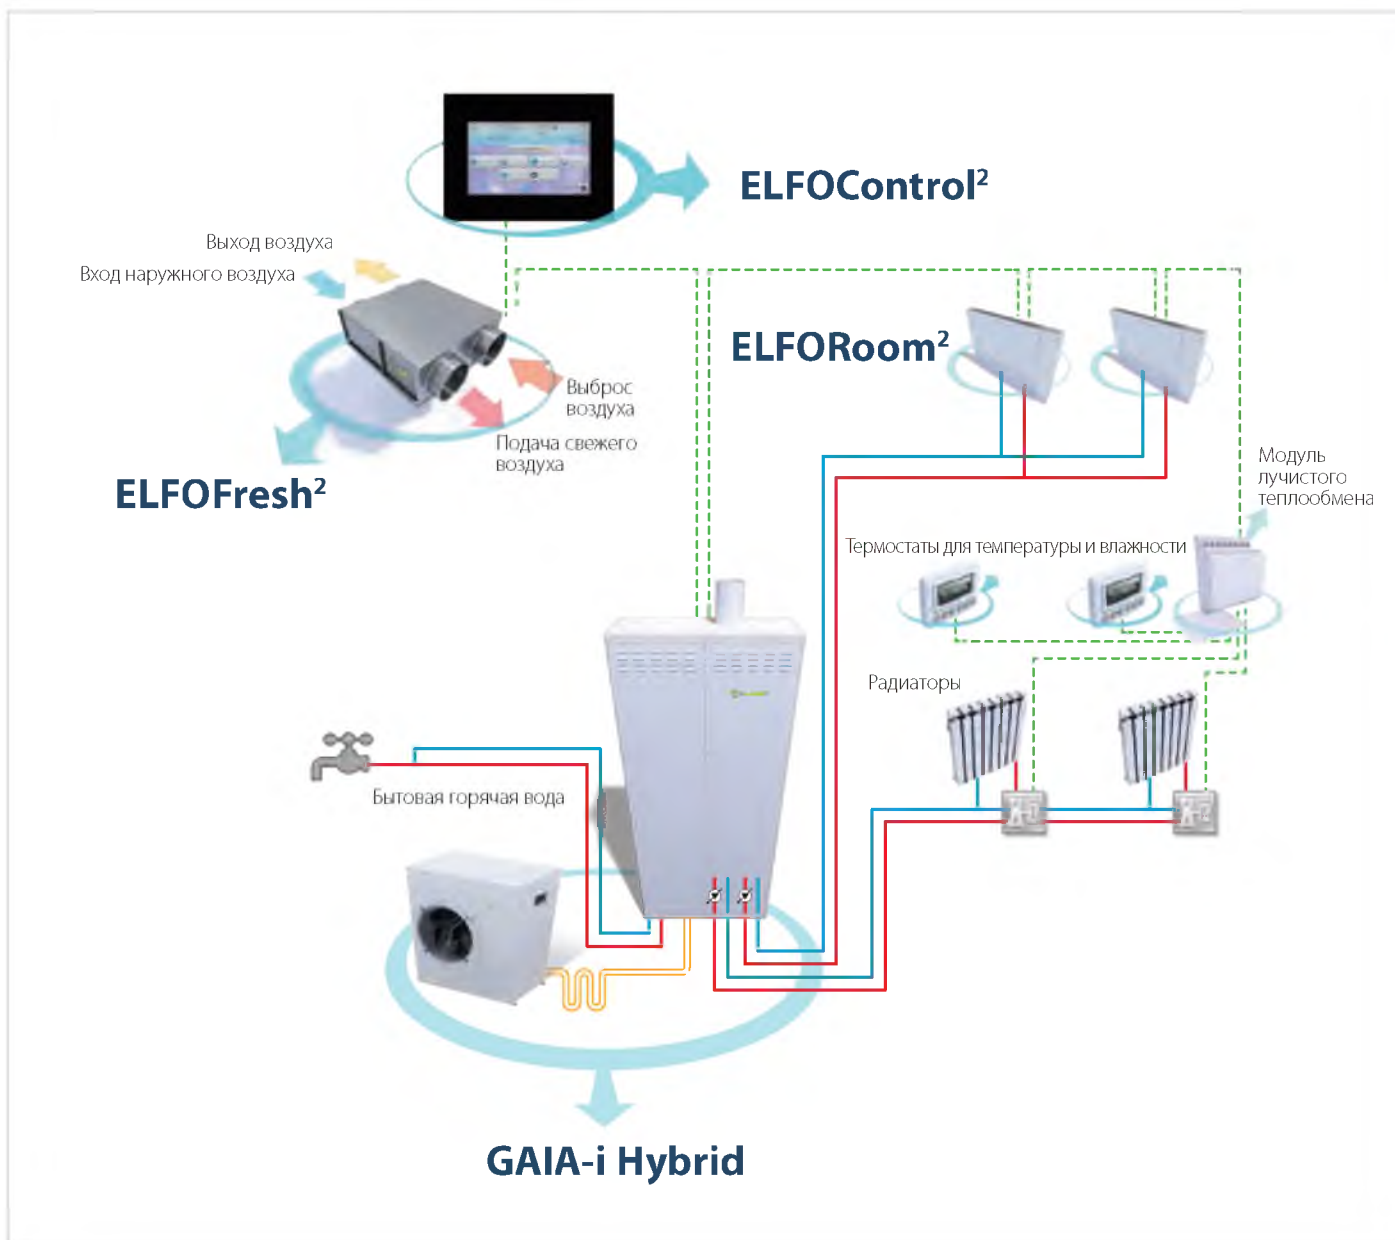 ELFOControl²
Выход воздуха
Вход наружного воздуха
ELFORoom²
Выброс
воздуха
Подача свежего
воздуха
ELFOFresh²
Модуль
лучистого
теплообмена
Термостаты для температуры и влажности
Радиаторы
Бытовая горячая вода
GAIA-i Hybrid